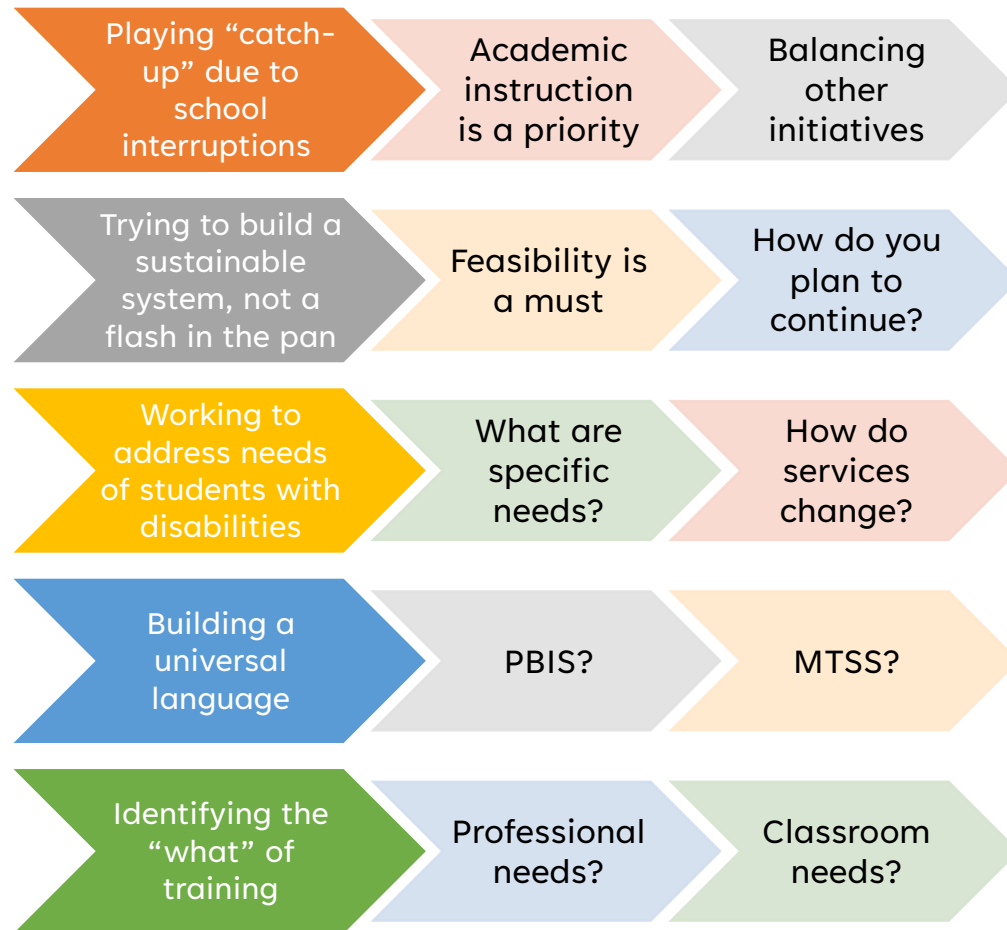 Playing “catch-
up” due to
school
interruptions
Academic
instruction
is a priority
Balancing
other
initiatives
Trying to build a
sustainable
system, not a
flash in the pan
Feasibility is
a must
How do you
plan to
continue?
Working to
address needs
of students with
disabilities
What are
specific
needs?
How do
services
change?
Building a
universal
language
PBIS?
MTSS?
Identifying the
“what” of
training
Professional
needs?
Classroom
needs?